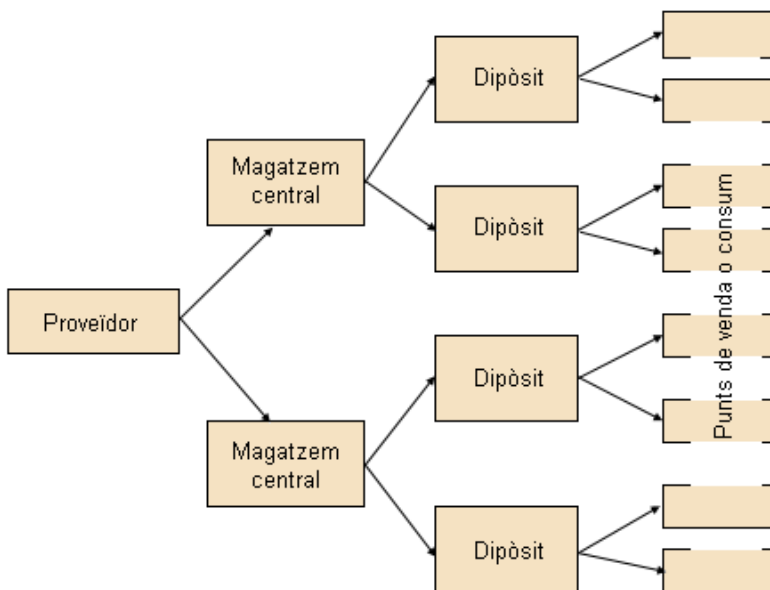 Proveïdor
Magatzem
central
Magatzem
central
Dipòsit
Dipòsit
Dipòsit
Dipòsit
Punts de venda o consum